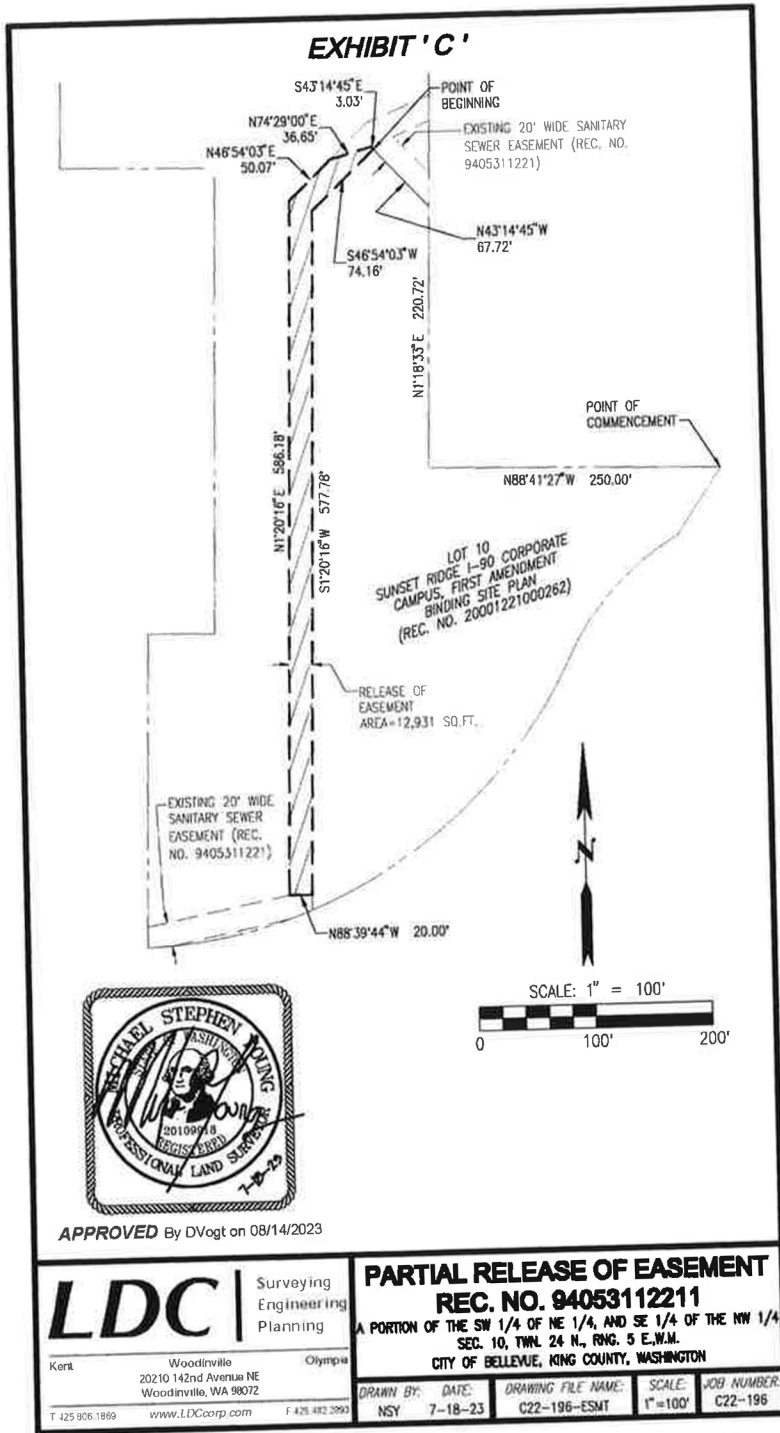 EXHIBIT 'C'
S43°14'45"E
3.03'
POINT OF
BEGINNING
N74°29'00"E
36.65'
EXISTING 20' WIDE SANITARY
SEWER EASEMENT (REC. NO.
9405311221)
N46°54'03"E
50.07'
N43°14'45"W
67.72'
S46°54'03"W
74.16'
N1°18'33"E 220.72'
POINT OF
COMMENCEMENT
N88°41'27"W 250.00'
N1°20'16"E 586.18'
S1°20'16"W 577.78'
LOT 10
SUNSET RIDGE I-90 CORPORATE
CAMPUS, FIRST AMENDMENT
BINDING SITE PLAN
(REC. NO. 20001221000262)
RELEASE OF
EASEMENT
AREA=12,931 SQ.FT.
EXISTING 20' WIDE
SANITARY SEWER
EASEMENT (REC.
NO. 9405311221)
N88°39'44"W 20.00'
N
SCALE: 1" = 100'
0 100' 200'
MICHAEL STEPHEN YOUNG
WASHINGTON
20109918
REGISTERED
PROFESSIONAL LAND SURVEYOR
APPROVED By DVogt on 08/14/2023
LDC
Surveying
Engineering
Planning
Kent Woodinville Olympia
20210 142nd Avenue NE
Woodinville, WA 98072
T 425.806.1869 www.LDCcorp.com F 425.482.2893
PARTIAL RELEASE OF EASEMENT
REC. NO. 94053112211
A PORTION OF THE SW 1/4 OF NE 1/4, AND SE 1/4 OF THE NW 1/4
SEC. 10, TWN. 24 N., RNG. 5 E.,W.M.
CITY OF BELLEVUE, KING COUNTY, WASHINGTON
DRAWN BY: DATE: DRAWING FILE NAME: SCALE: JOB NUMBER:
NSY 7-18-23 C22-196-ESMT 1"=100' C22-196